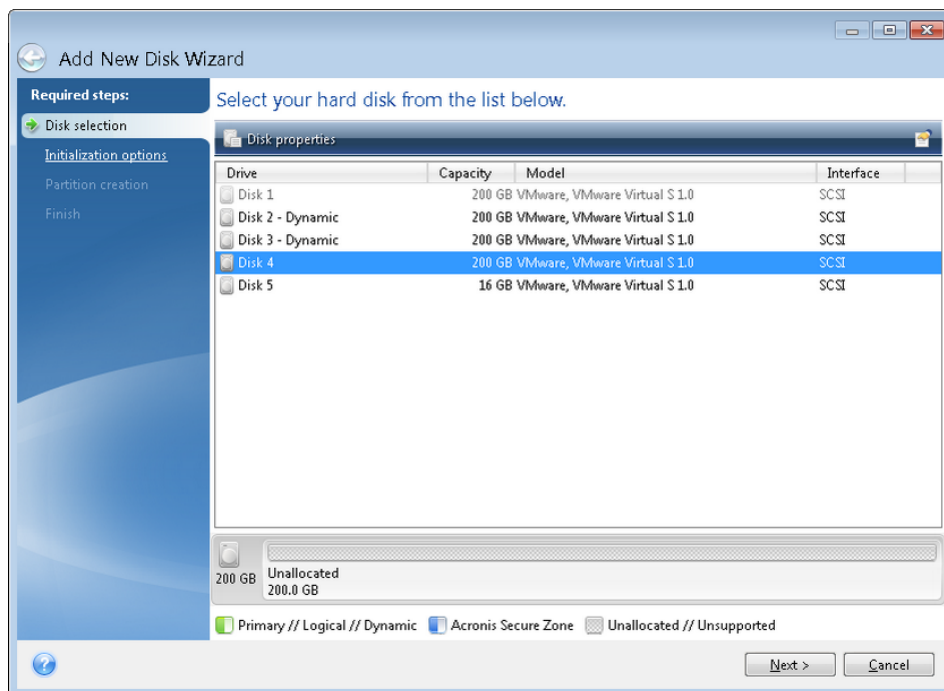 Add New Disk Wizard
Required steps:
Disk selection
Initialization options
Partition creation
Finish
Select your hard disk from the list below.
Disk properties
Drive Capacity Model Interface
Disk 1 200 GB VMware, VMware Virtual S 1.0 SCSI
Disk 2 - Dynamic 200 GB VMware, VMware Virtual S 1.0 SCSI
Disk 3 - Dynamic 200 GB VMware, VMware Virtual S 1.0 SCSI
Disk 4 200 GB VMware, VMware Virtual S 1.0 SCSI
Disk 5 16 GB VMware, VMware Virtual S 1.0 SCSI
200 GB
Unallocated
200.0 GB
Primary // Logical // Dynamic Acronis Secure Zone Unallocated // Unsupported
?
Next > Cancel